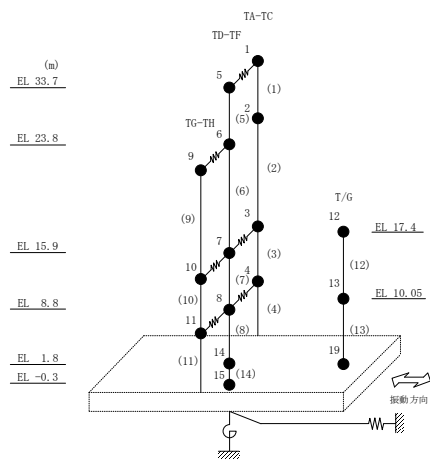 TA-TC
TD-TF
1
(m)
5
EL 33.7
(1)
2
(5)
TG-TH
6
EL 23.8
9
(2)
T/G
(6)
3
12
(9)
EL 17.4
7
(3)
EL 15.9
10
(12)
4
(7)
13
(10)
8
EL 10.05
EL 8.8
(4)
11
(8)
(13)
14
19
EL 1.8
(11)
15
(14)
EL -0.3
振動方向